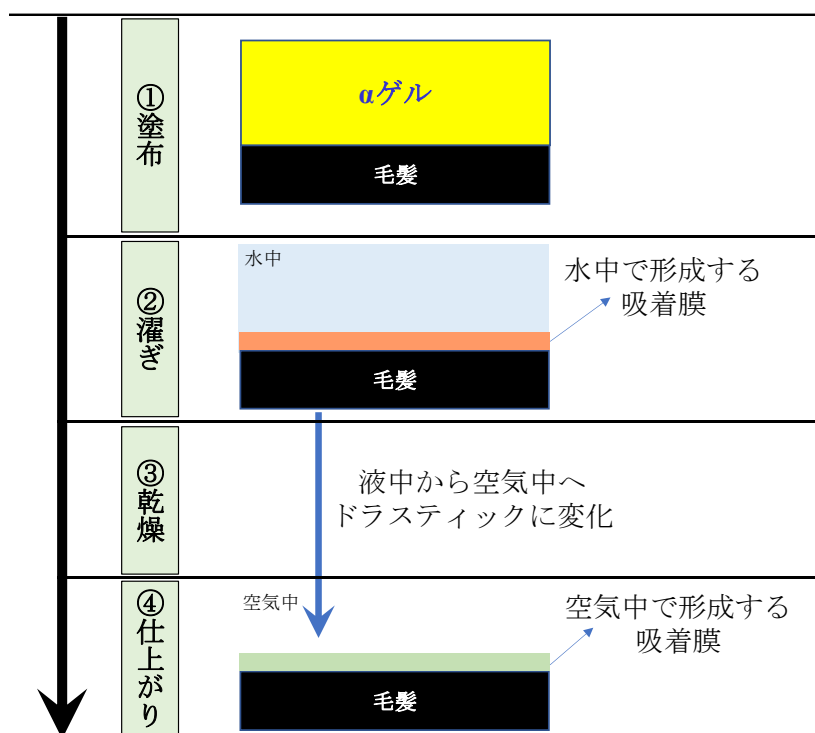 ①塗布
αゲル
毛髪
②濯ぎ
水中
毛髪
水中で形成する
吸着膜
③乾燥
液中から空気中へ
ドラスティックに変化
④仕上がり
空気中
毛髪
空気中で形成する
吸着膜